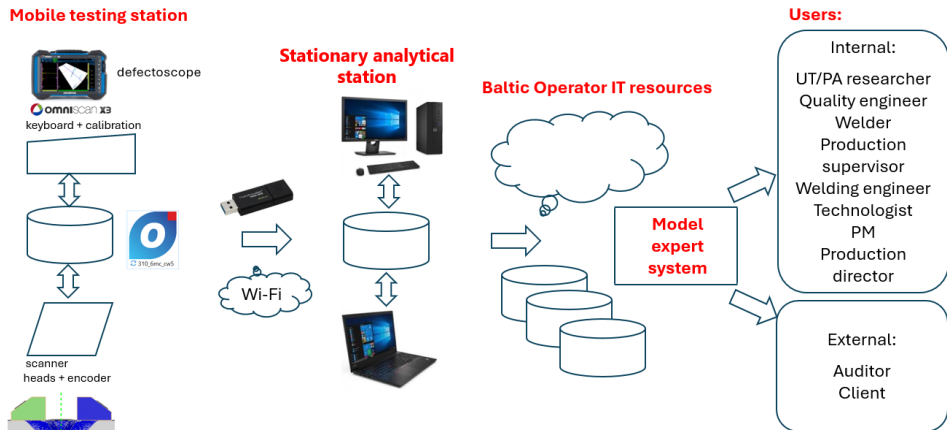 Mobile testing station
defectoscope
OmniScan X3
keyboard + calibration
310_6mc_cw5
scanner
heads + encoder
Wi-Fi
Stationary analytical
station
Baltic Operator IT resources
Model
expert
system
Users:
Internal:
UT/PA researcher
Quality engineer
Welder
Production
supervisor
Welding engineer
Technologist
PM
Production
director
External:
Auditor
Client